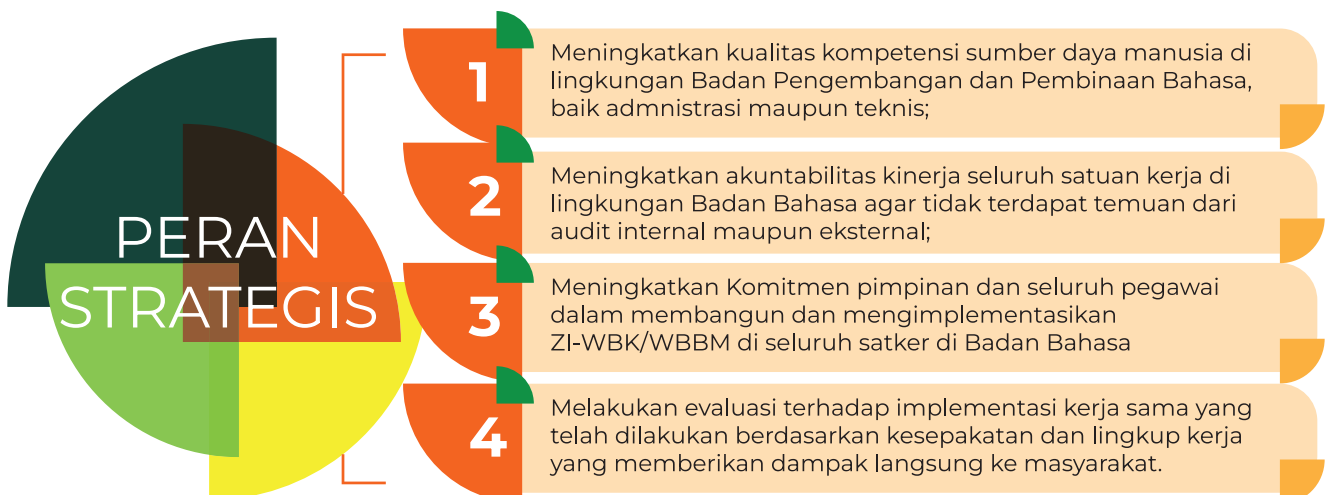 PERAN
STRATEGIS
1
Meningkatkan kualitas kompetensi sumber daya manusia di
lingkungan Badan Pengembangan dan Pembinaan Bahasa,
baik admnistrasi maupun teknis;
2
Meningkatkan akuntabilitas kinerja seluruh satuan kerja di
lingkungan Badan Bahasa agar tidak terdapat temuan dari
audit internal maupun eksternal;
3
Meningkatkan Komitmen pimpinan dan seluruh pegawai
dalam membangun dan mengimplementasikan
ZI-WBK/WBBM di seluruh satker di Badan Bahasa
4
Melakukan evaluasi terhadap implementasi kerja sama yang
telah dilakukan berdasarkan kesepakatan dan lingkup kerja
yang memberikan dampak langsung ke masyarakat.